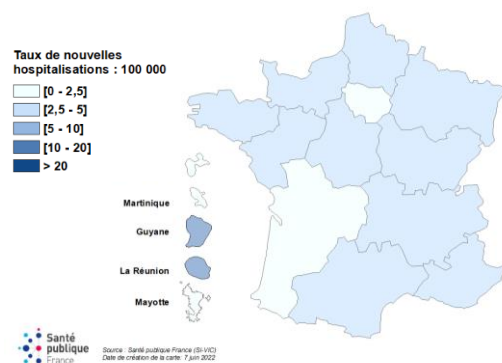 Taux de nouvelles
hospitalisations : 100 000
[0 - 2,5]
[2,5 - 5]
[5 - 10]
[10 - 20]
> 20
Martinique
Guyane
La Réunion
Mayotte
Santé
publique
France
Source : Santé publique France (SI-VIC)
Date de création de la carte: 7 juin 2022